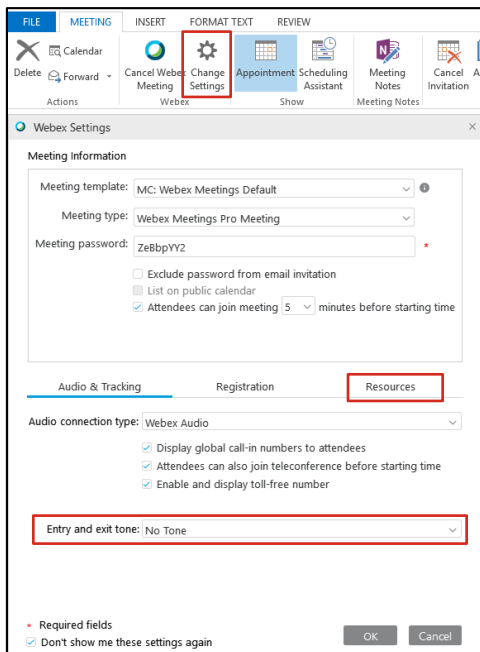 FILE MEETING INSERT FORMAT TEXT REVIEW
Calendar
Delete Forward
Cancel Webex Meeting
Change Settings
Appointment
Scheduling Assistant
Meeting Notes
Cancel Invitation
Actions Webex Show Meeting Notes
Webex Settings
Meeting Information
Meeting template: MC: Webex Meetings Default
Meeting type: Webex Meetings Pro Meeting
Meeting password: ZeBbpYY2 *
Exclude password from email invitation
List on public calendar
Attendees can join meeting 5 minutes before starting time
Audio & Tracking Registration Resources
Audio connection type: Webex Audio
Display global call-in numbers to attendees
Attendees can also join teleconference before starting time
Enable and display toll-free number
Entry and exit tone: No Tone
* Required fields
Don't show me these settings again
OK Cancel